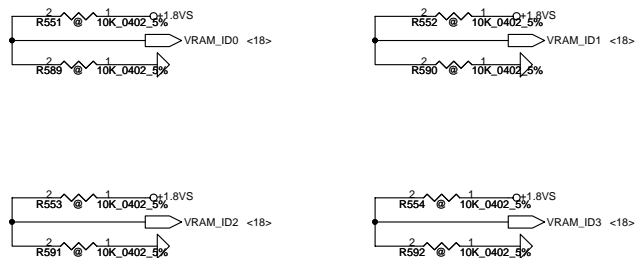 2 1 +1.8VS
R551 @ 10K_0402_5%
VRAM_ID0 <18>
2 1
R589 @ 10K_0402_5%
2 1 +1.8VS
R552 @ 10K_0402_5%
VRAM_ID1 <18>
2 1
R590 @ 10K_0402_5%
2 1 +1.8VS
R553 @ 10K_0402_5%
VRAM_ID2 <18>
2 1
R591 @ 10K_0402_5%
2 1 +1.8VS
R554 @ 10K_0402_5%
VRAM_ID3 <18>
2 1
R592 @ 10K_0402_5%